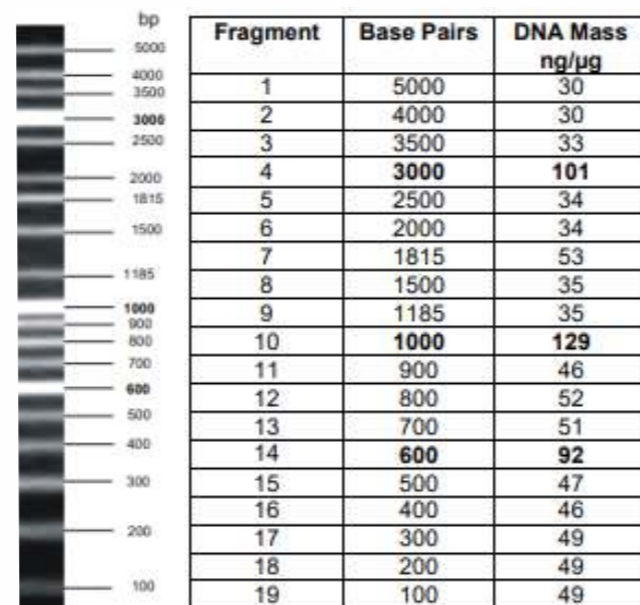 bp
5000
4000
3500
3000
2500
2000
1815
1500
1185
1000
900
800
700
600
500
400
300
200
100
Fragment Base Pairs DNA Mass
ng/µg
1 5000 30
2 4000 30
3 3500 33
4 3000 101
5 2500 34
6 2000 34
7 1815 53
8 1500 35
9 1185 35
10 1000 129
11 900 46
12 800 52
13 700 51
14 600 92
15 500 47
16 400 46
17 300 49
18 200 49
19 100 49